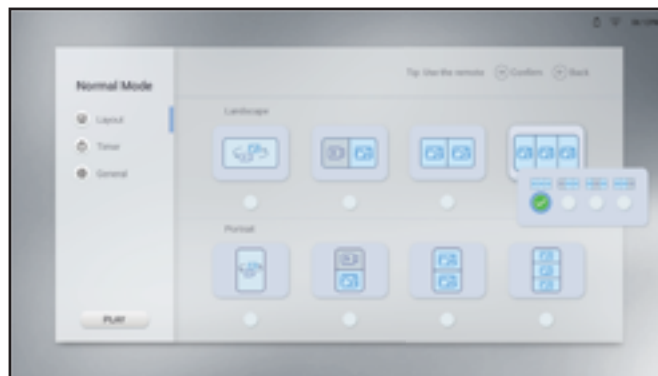 Normal Mode
Tip: Use the remote Confirm Back
Layout
Timer
General
Landscape
Portrait
PLAY